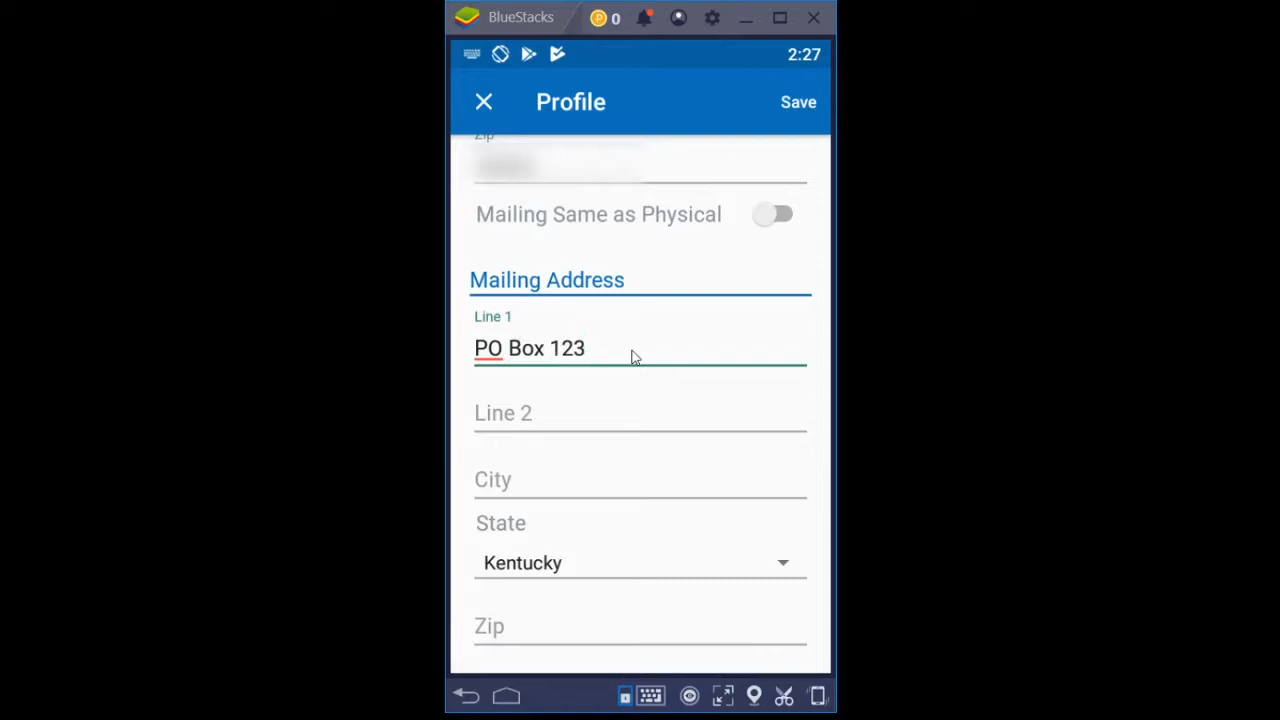 BlueStacks
0
2:27
Profile
Save
Zip
Mailing Same as Physical
Mailing Address
Line 1
PO Box 123
Line 2
City
State
Kentucky
Zip